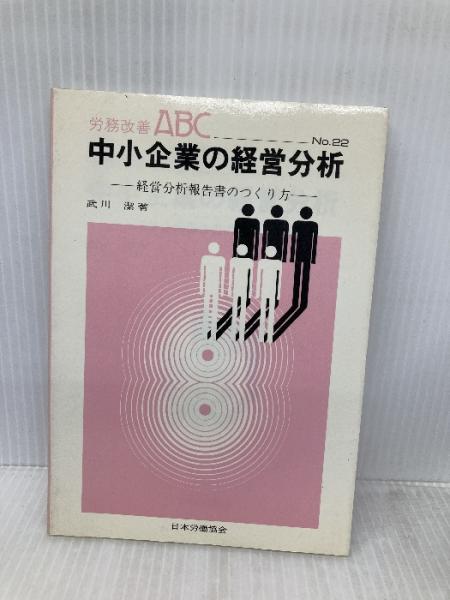 労務改善ABC No.22
中小企業の経営分析
──経営分析報告書のつくり方──
武川 潔著
日本労働協会